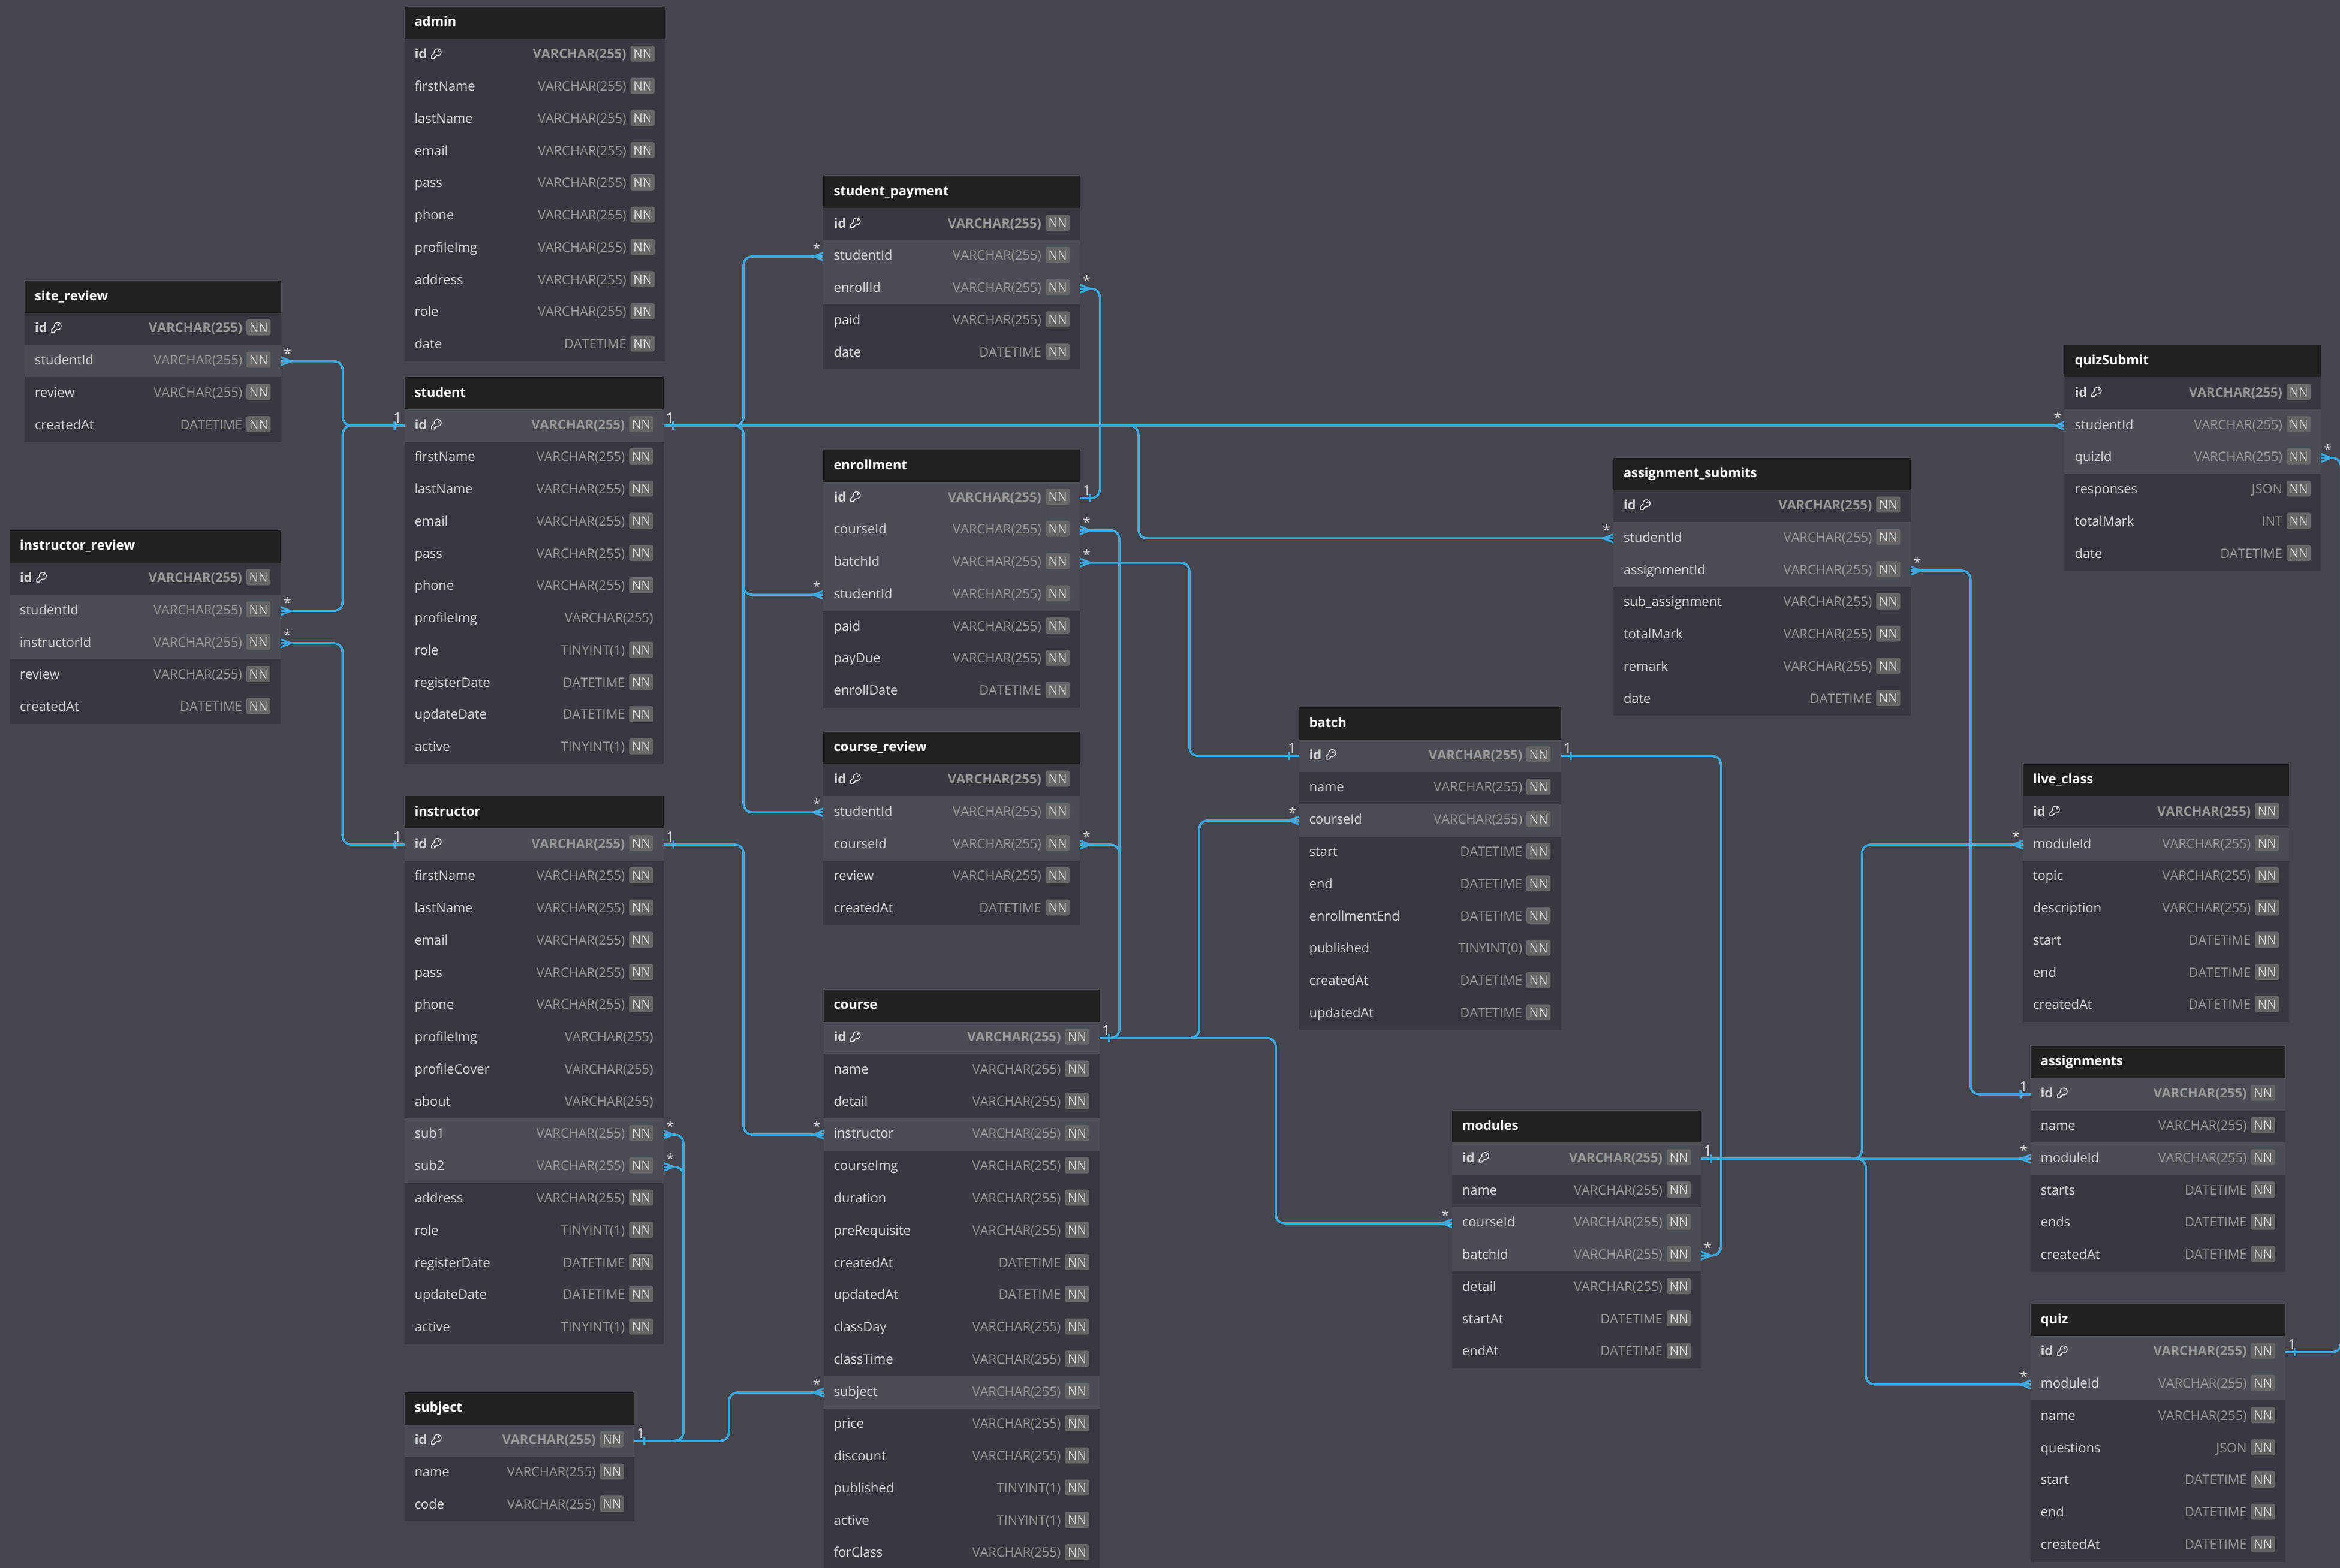 admin
id VARCHAR(255) NN
firstName VARCHAR(255) NN
lastName VARCHAR(255) NN
email VARCHAR(255) NN
pass VARCHAR(255) NN
phone VARCHAR(255) NN
profileImg VARCHAR(255) NN
address VARCHAR(255) NN
role VARCHAR(255) NN
date DATETIME NN
site_review
id VARCHAR(255) NN
* studentId VARCHAR(255) NN
review VARCHAR(255) NN
createdAt DATETIME NN
instructor_review
id VARCHAR(255) NN
studentId VARCHAR(255) NN *
instructorId VARCHAR(255) NN *
review VARCHAR(255) NN
createdAt DATETIME NN
student
1 id VARCHAR(255) NN 1
firstName VARCHAR(255) NN
lastName VARCHAR(255) NN
email VARCHAR(255) NN
pass VARCHAR(255) NN
phone VARCHAR(255) NN
profileImg VARCHAR(255)
role TINYINT(1) NN
registerDate DATETIME NN
updateDate DATETIME NN
active TINYINT(1) NN
instructor
1 id VARCHAR(255) NN 1
firstName VARCHAR(255) NN
lastName VARCHAR(255) NN
email VARCHAR(255) NN
pass VARCHAR(255) NN
phone VARCHAR(255) NN
profileImg VARCHAR(255)
profileCover VARCHAR(255)
about VARCHAR(255)
sub1 VARCHAR(255) NN *
sub2 VARCHAR(255) NN *
address VARCHAR(255) NN
role TINYINT(1) NN
registerDate DATETIME NN
updateDate DATETIME NN
active TINYINT(1) NN
subject
id VARCHAR(255) NN 1
name VARCHAR(255) NN
code VARCHAR(255) NN
student_payment
id VARCHAR(255) NN
* studentId VARCHAR(255) NN
enrollId VARCHAR(255) NN *
paid VARCHAR(255) NN
date DATETIME NN
enrollment
id VARCHAR(255) NN 1
courseId VARCHAR(255) NN *
batchId VARCHAR(255) NN *
* studentId VARCHAR(255) NN
paid VARCHAR(255) NN
payDue VARCHAR(255) NN
enrollDate DATETIME NN
course_review
id VARCHAR(255) NN
* studentId VARCHAR(255) NN
courseId VARCHAR(255) NN *
review VARCHAR(255) NN
createdAt DATETIME NN
course
id VARCHAR(255) NN 1
name VARCHAR(255) NN
detail VARCHAR(255) NN
* instructor VARCHAR(255) NN
courseImg VARCHAR(255) NN
duration VARCHAR(255) NN
preRequisite VARCHAR(255) NN
createdAt DATETIME NN
updatedAt DATETIME NN
classDay VARCHAR(255) NN
classTime VARCHAR(255) NN
* subject VARCHAR(255) NN
price VARCHAR(255) NN
discount VARCHAR(255) NN
published TINYINT(1) NN
active TINYINT(1) NN
forClass VARCHAR(255) NN
batch
1 id VARCHAR(255) NN 1
name VARCHAR(255) NN
* courseId VARCHAR(255) NN
start DATETIME NN
end DATETIME NN
enrollmentEnd DATETIME NN
published TINYINT(0) NN
createdAt DATETIME NN
updatedAt DATETIME NN
modules
id VARCHAR(255) NN 1
name VARCHAR(255) NN
* courseId VARCHAR(255) NN
batchId VARCHAR(255) NN *
detail VARCHAR(255) NN
startAt DATETIME NN
endAt DATETIME NN
assignment_submits
id VARCHAR(255) NN
* studentId VARCHAR(255) NN
assignmentId VARCHAR(255) NN *
sub_assignment VARCHAR(255) NN
totalMark VARCHAR(255) NN
remark VARCHAR(255) NN
date DATETIME NN
quizSubmit
id VARCHAR(255) NN
* studentId VARCHAR(255) NN
quizId VARCHAR(255) NN *
responses JSON NN
totalMark INT NN
date DATETIME NN
live_class
id VARCHAR(255) NN
* moduleId VARCHAR(255) NN
topic VARCHAR(255) NN
description VARCHAR(255) NN
start DATETIME NN
end DATETIME NN
createdAt DATETIME NN
assignments
1 id VARCHAR(255) NN
name VARCHAR(255) NN
* moduleId VARCHAR(255) NN
starts DATETIME NN
ends DATETIME NN
createdAt DATETIME NN
quiz
id VARCHAR(255) NN 1
* moduleId VARCHAR(255) NN
name VARCHAR(255) NN
questions JSON NN
start DATETIME NN
end DATETIME NN
createdAt DATETIME NN